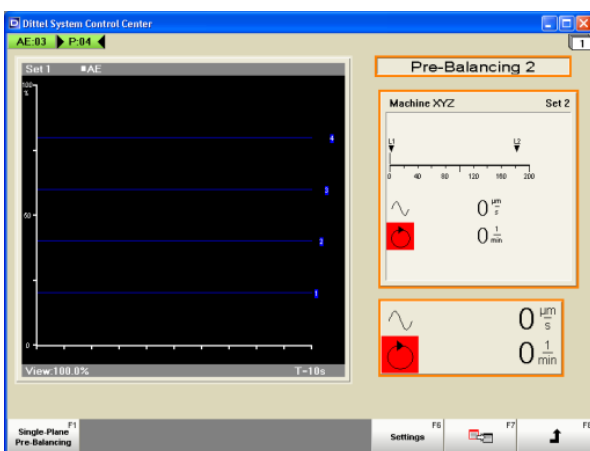 Dittel System Control Center
AE:03 P:04
1
Set 1 ■AE
Pre-Balancing 2
100
%
Machine XYZ Set 2
4
L1 L2
0 40 80 120 160 200
3
50
0 µm/s
2
0 1/min
1
0 µm/s
0
0 1/min
View:100.0% T-10s
F1 F6 F7 F8
Single-Plane
Pre-Balancing
Settings